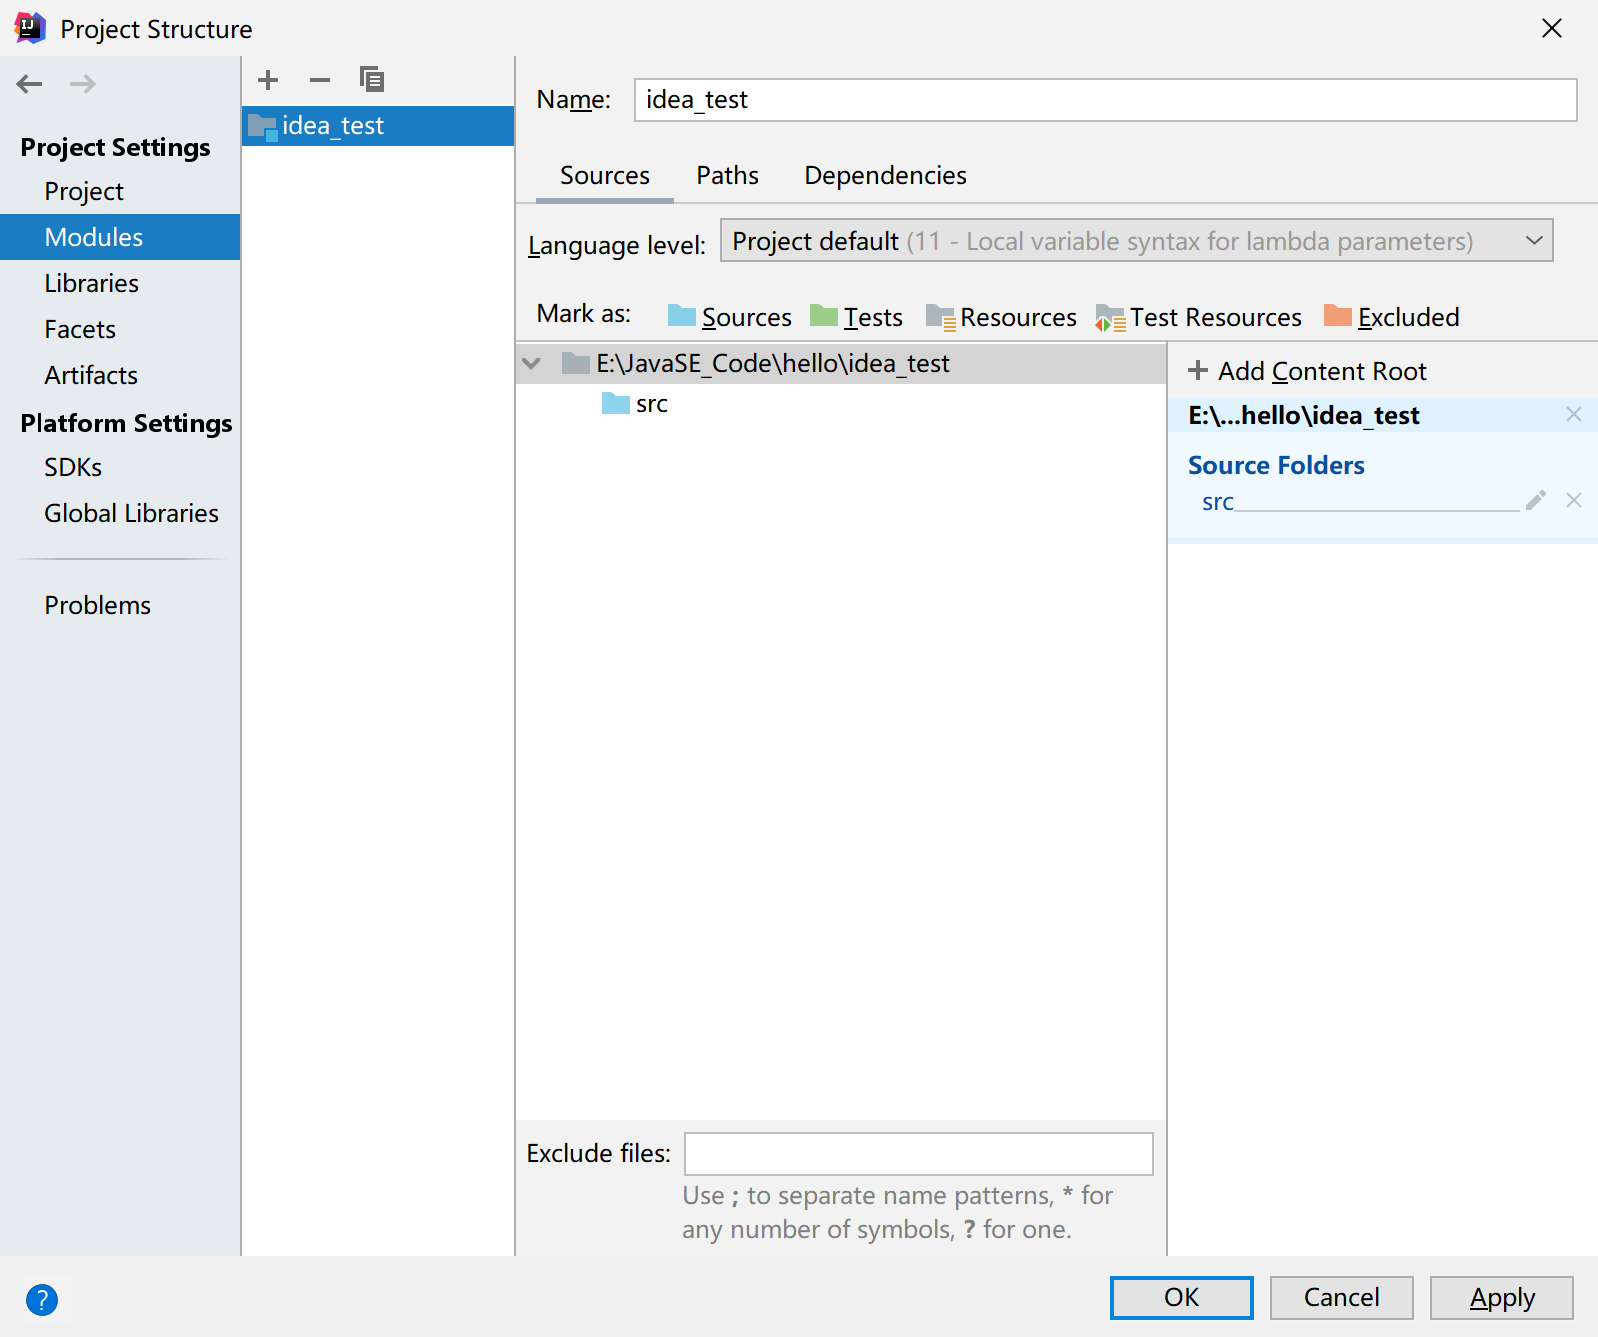 Project Structure
Project Settings
Project
Modules
Libraries
Facets
Artifacts
Platform Settings
SDKs
Global Libraries
Problems
idea_test
Name: idea_test
Sources Paths Dependencies
Language level: Project default (11 - Local variable syntax for lambda parameters)
Mark as: Sources Tests Resources Test Resources Excluded
E:\JavaSE_Code\hello\idea_test
src
Exclude files:
Use ; to separate name patterns, * for
any number of symbols, ? for one.
+ Add Content Root
E:\...hello\idea_test
Source Folders
src
?
OK Cancel Apply